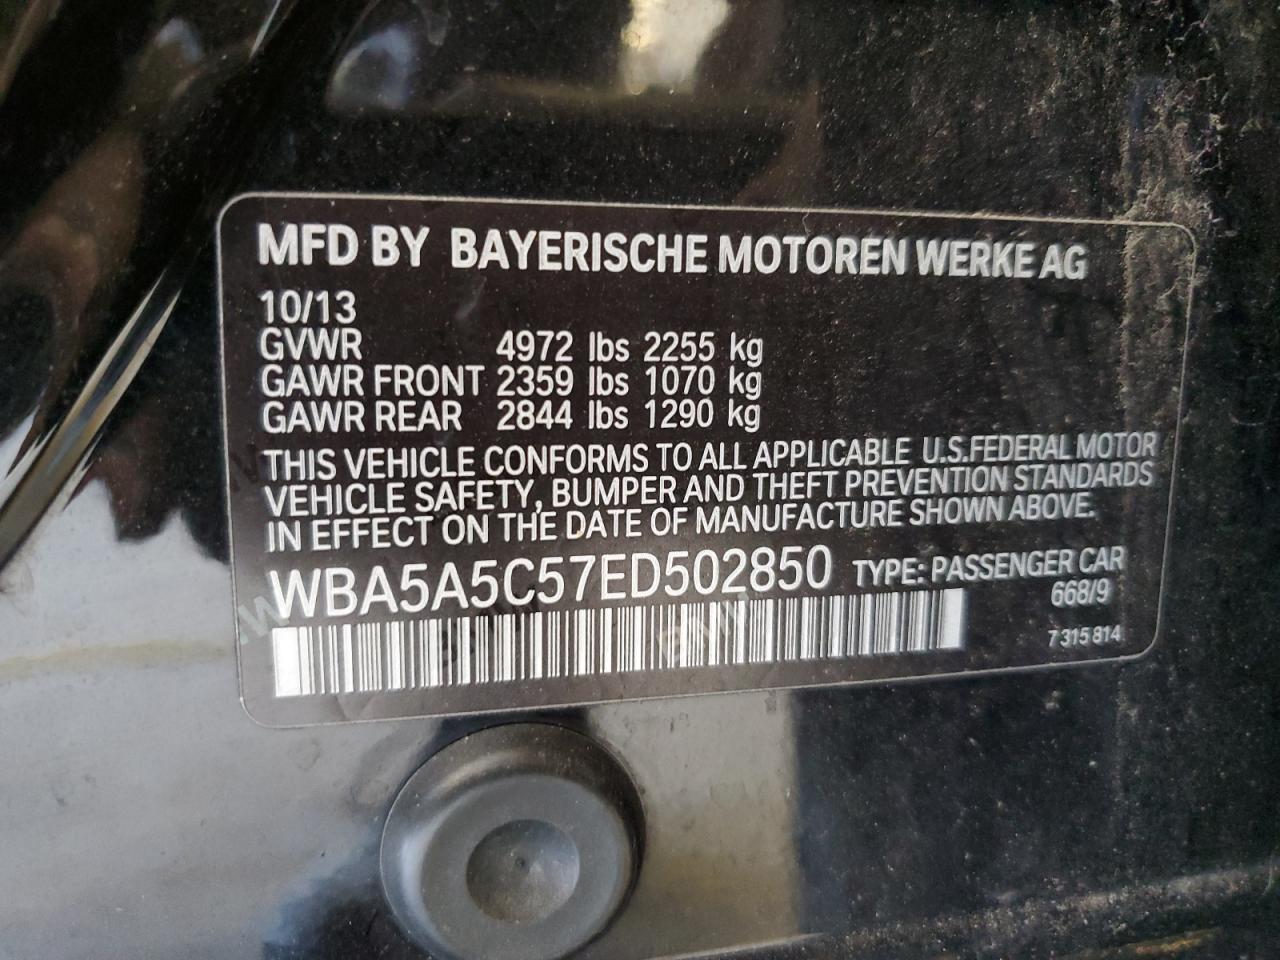 MFD BY BAYERISCHE MOTOREN WERKE AG
10/13
GVWR 4972 lbs 2255 kg
GAWR FRONT 2359 lbs 1070 kg
GAWR REAR 2844 lbs 1290 kg
THIS VEHICLE CONFORMS TO ALL APPLICABLE U.S.FEDERAL MOTOR
VEHICLE SAFETY, BUMPER AND THEFT PREVENTION STANDARDS
IN EFFECT ON THE DATE OF MANUFACTURE SHOWN ABOVE.
WBA5A5C57ED502850 TYPE: PASSENGER CAR
668/9
7 315 814